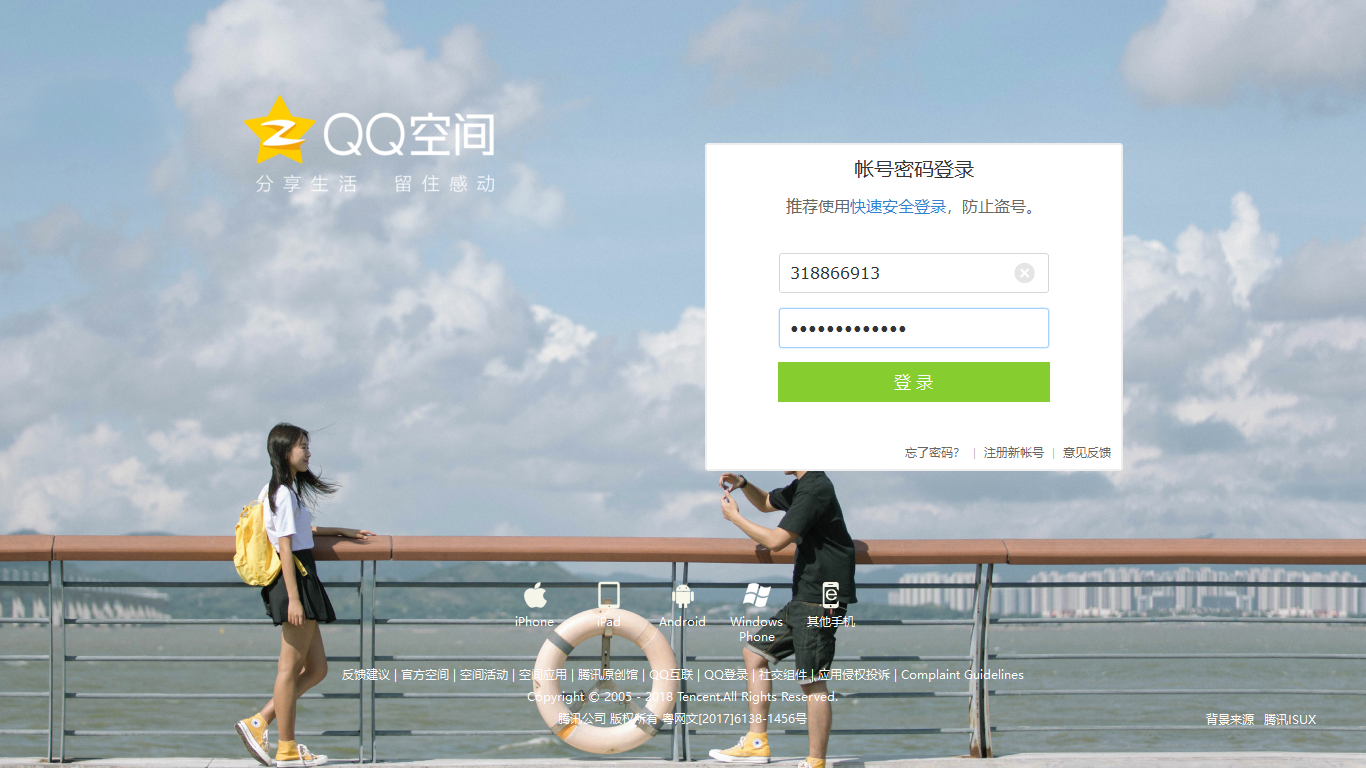 QQ空间
分享生活 留住感动
帐号密码登录
推荐使用快速安全登录，防止盗号。
318866913
•••••••••••••
登 录
忘了密码？ | 注册新帐号 | 意见反馈
iPhone
iPad
Android
Windows Phone
其他手机
反馈建议 | 官方空间 | 空间活动 | 空间应用 | 腾讯原创馆 | QQ互联 | QQ登录 | 社交组件 | 应用侵权投诉 | Complaint Guidelines
Copyright © 2005 - 2018 Tencent.All Rights Reserved.
腾讯公司 版权所有 粤网文[2017]6138-1456号
背景来源 腾讯ISUX